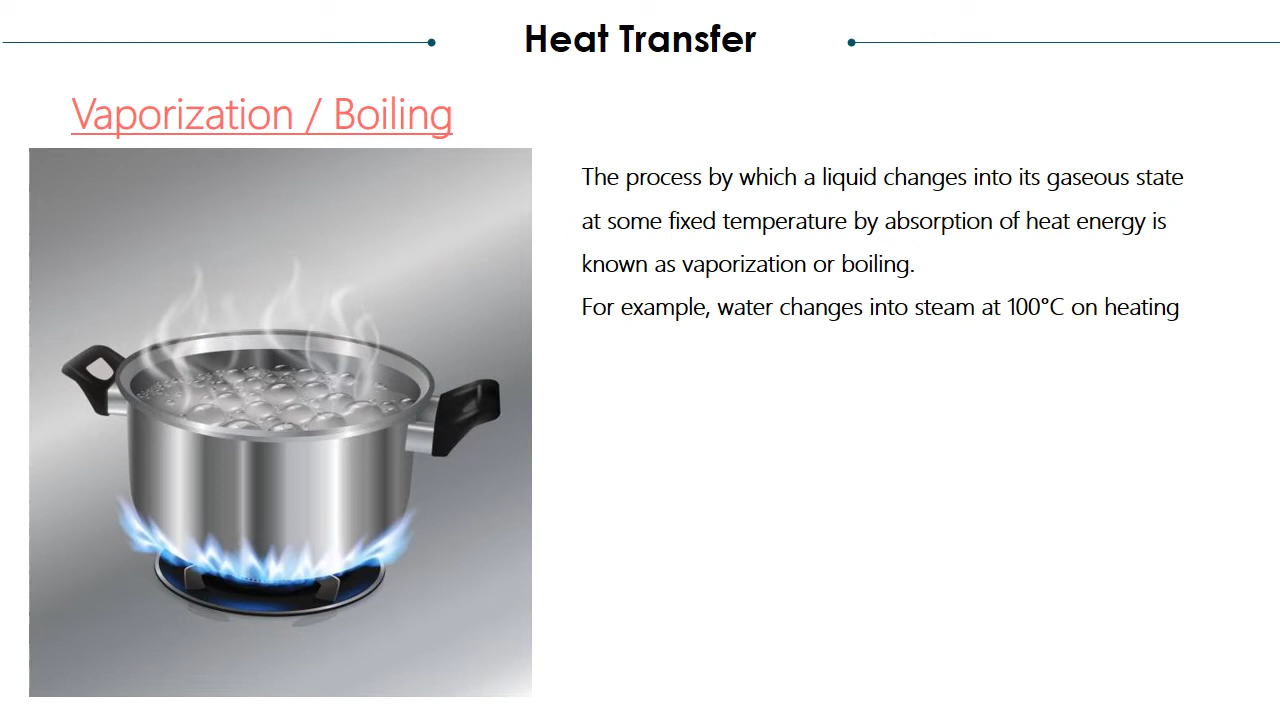 Heat Transfer
Vaporization / Boiling
The process by which a liquid changes into its gaseous state
at some fixed temperature by absorption of heat energy is
known as vaporization or boiling.
For example, water changes into steam at 100°C on heating